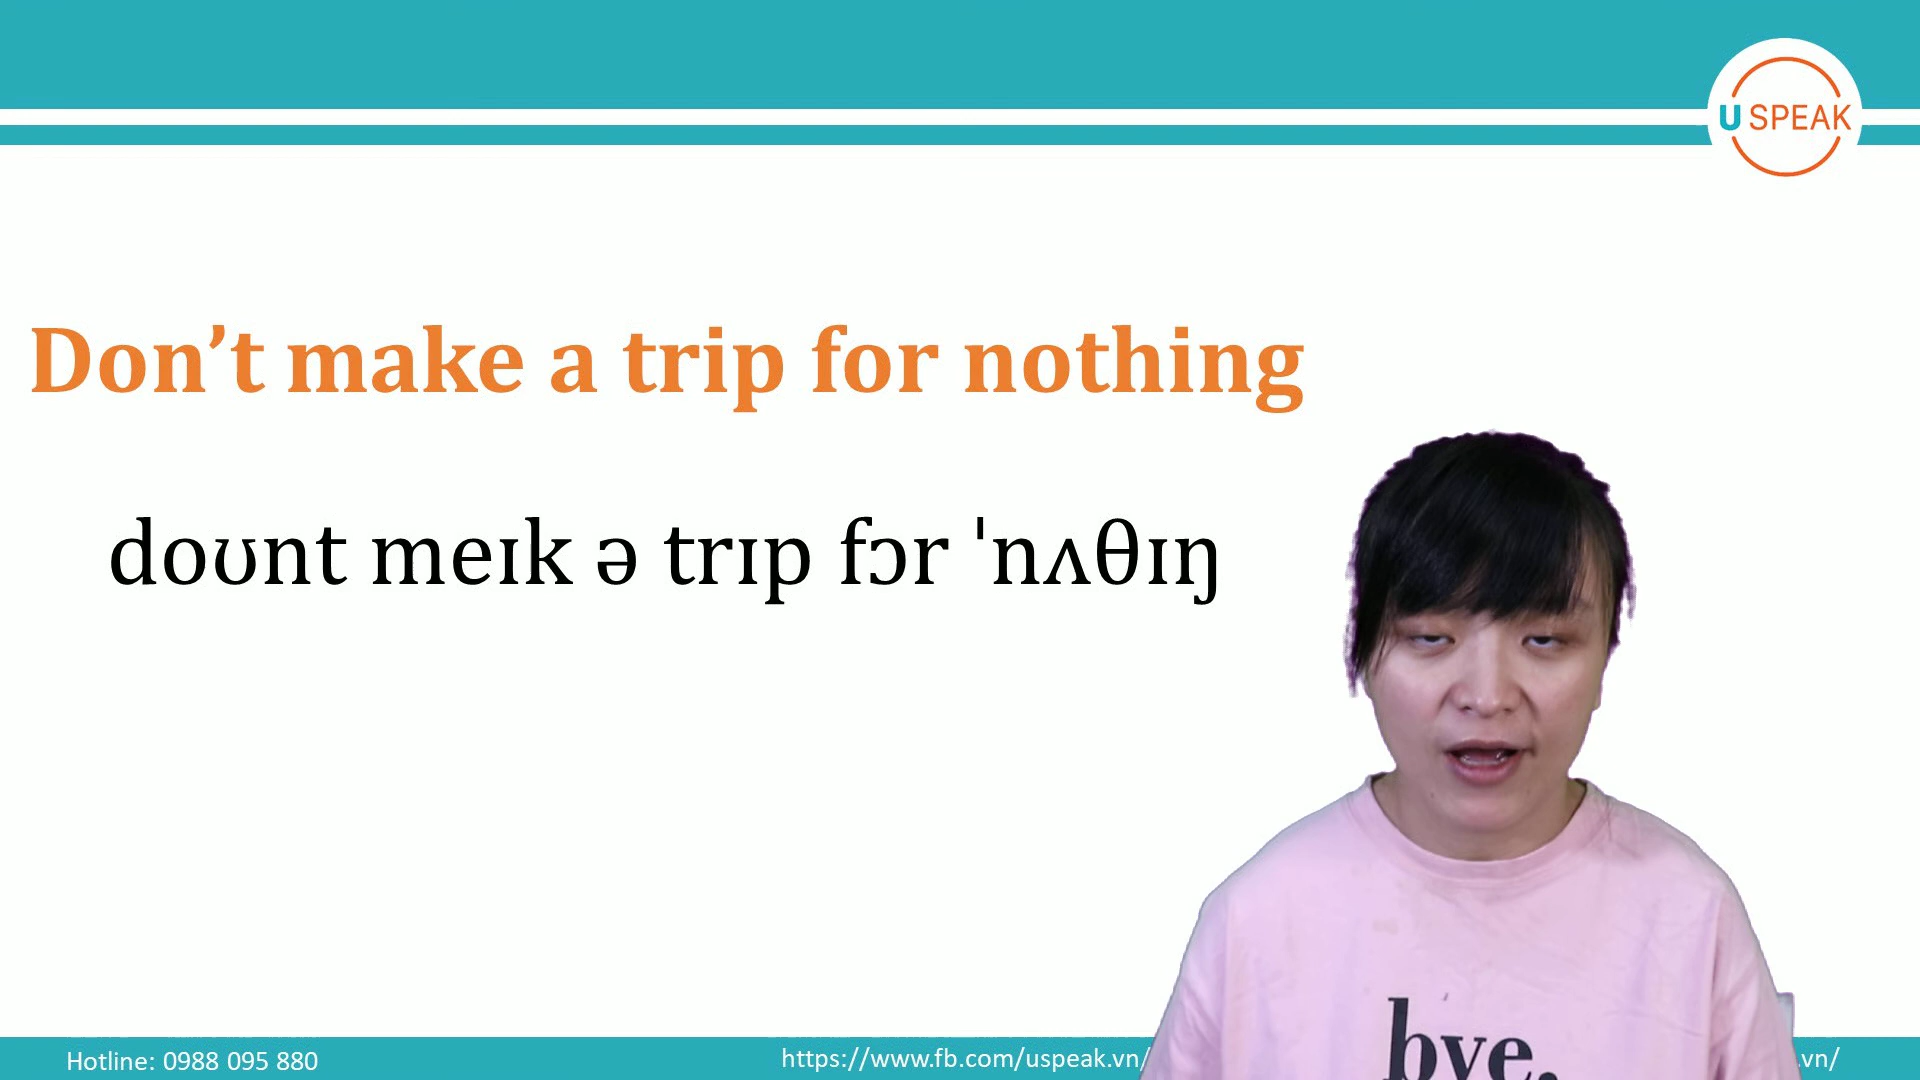 U SPEAK
Don’t make a trip for nothing
doʊnt meɪk ə trɪp fɔr ˈnʌθɪŋ
bye.
Hotline: 0988 095 880
https://www.fb.com/uspeak.vn/
.vn/